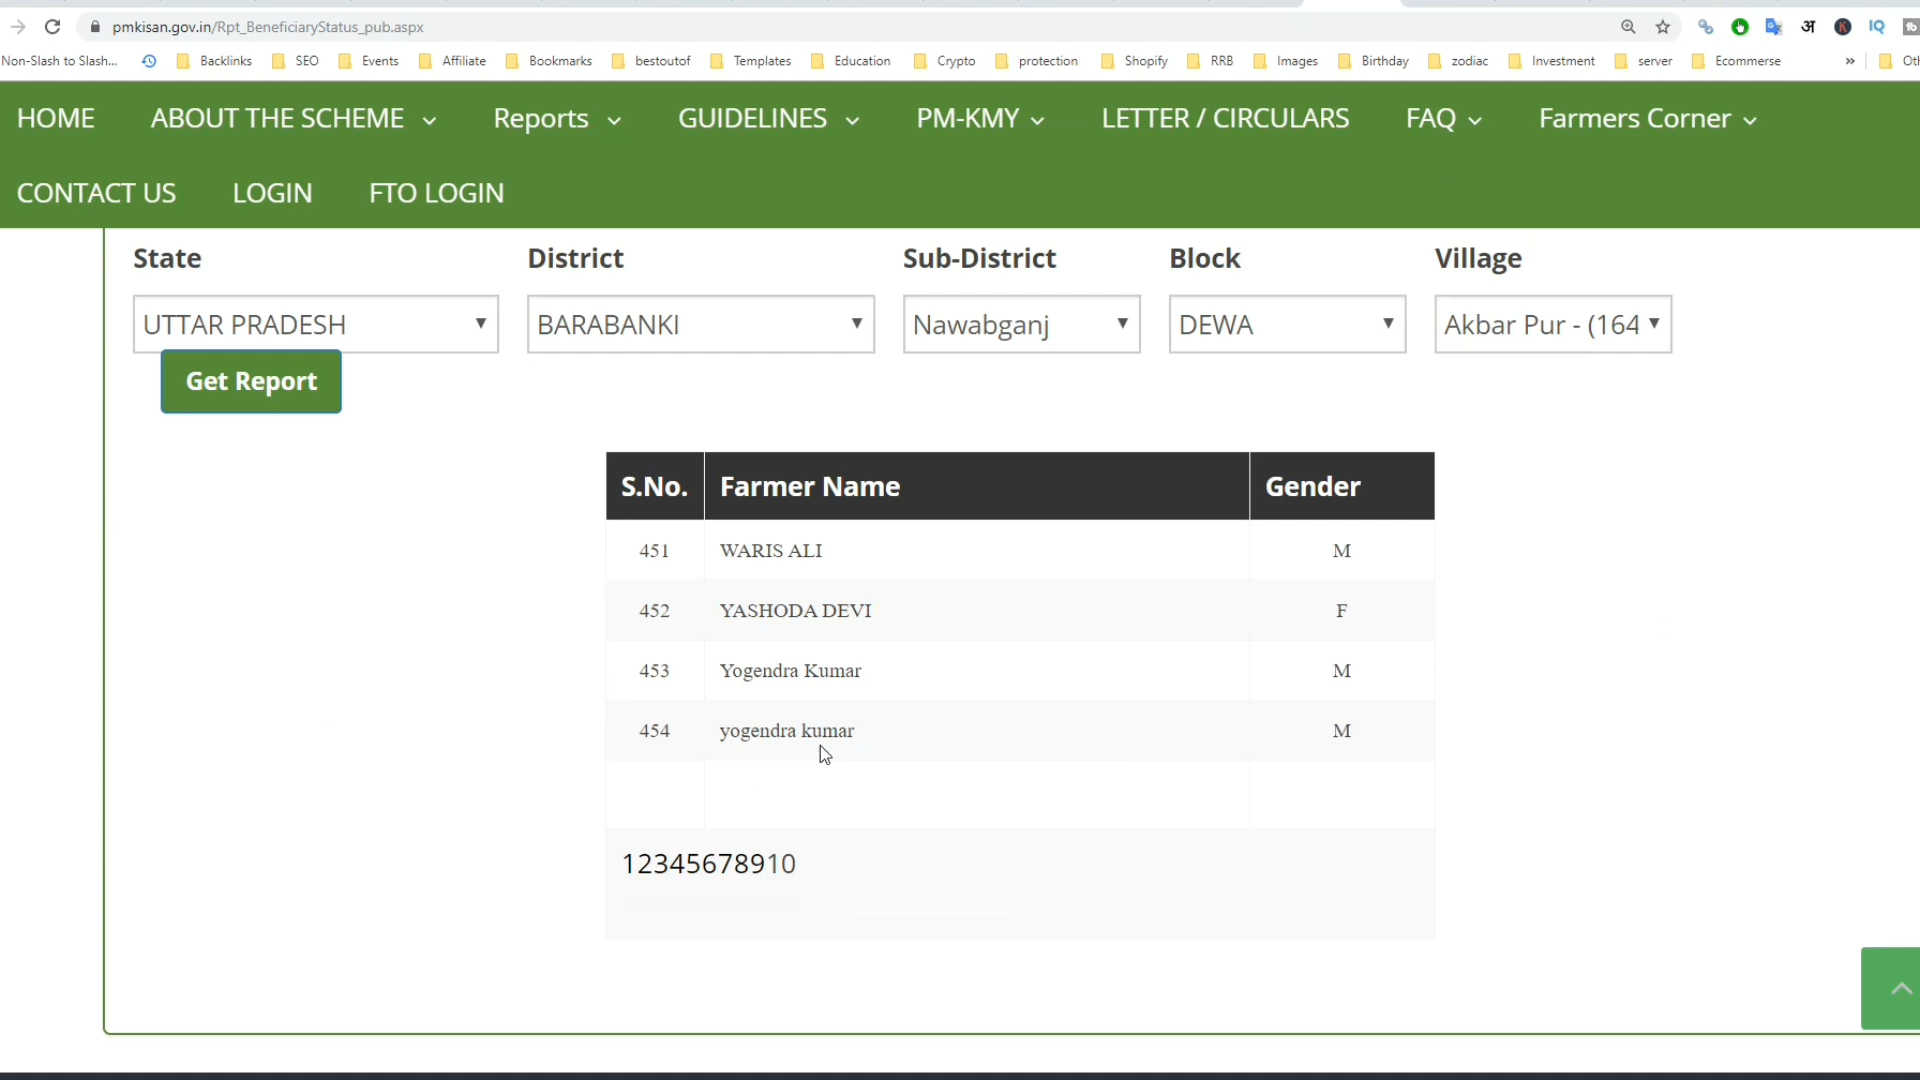 pmkisan.gov.in/Rpt_BeneficiaryStatus_pub.aspx
Non-Slash to Slash... Backlinks SEO Events Affiliate Bookmarks bestoutof Templates Education Crypto protection Shopify RRB Images Birthday zodiac Investment server Ecommerse » Oth
HOME ABOUT THE SCHEME Reports GUIDELINES PM-KMY LETTER / CIRCULARS FAQ Farmers Corner
CONTACT US LOGIN FTO LOGIN
State District Sub-District Block Village
UTTAR PRADESH BARABANKI Nawabganj DEWA Akbar Pur - (164
Get Report
S.No. Farmer Name Gender
451 WARIS ALI M
452 YASHODA DEVI F
453 Yogendra Kumar M
454 yogendra kumar M
12345678910